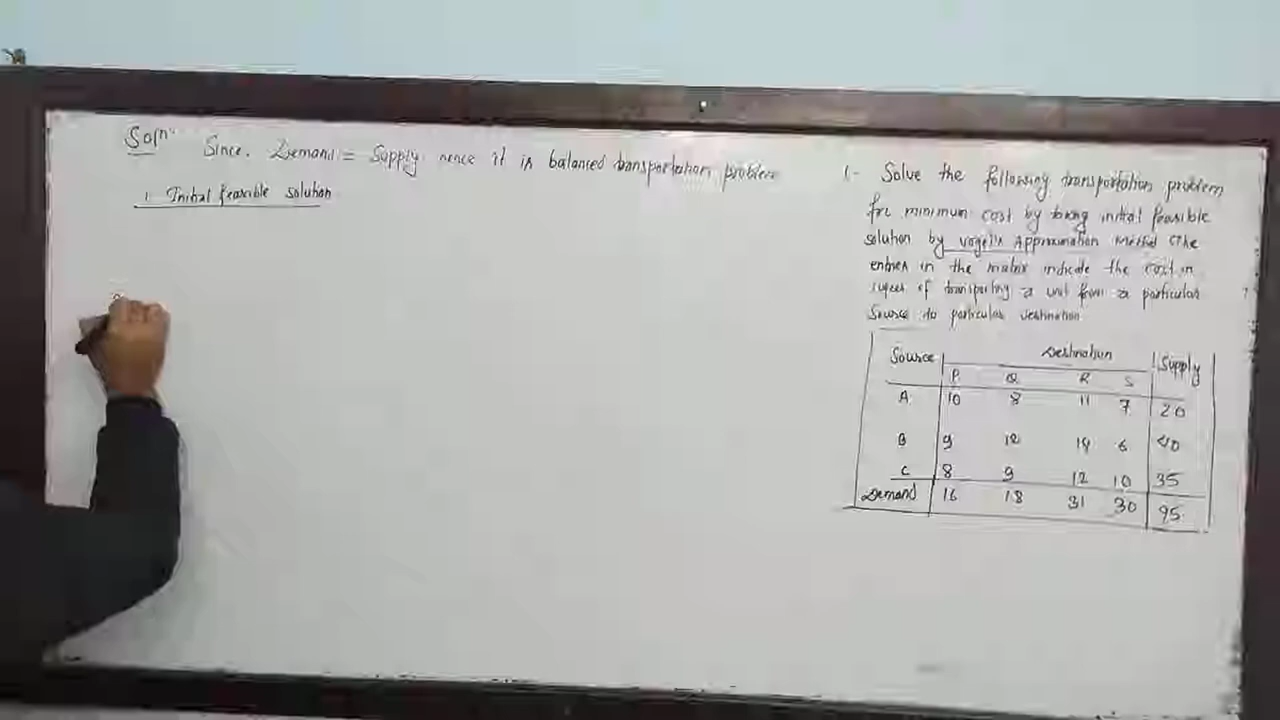 Soln. Since. Demand = Supply hence it is balanced transportation problem
1. Initial feasible solution
1. Solve the following transportation problem
for minimum cost by taking initial feasible
solution by vogel's Approximation Method (The
entries in the matrix indicate the cost in
rupees of transporting a unit from a particular
Source to particular destination
Source Destination Supply
P Q R S
A 10 8 11 7 20
B 9 12 14 6 40
C 8 9 12 10 35
Demand 16 18 31 30 95